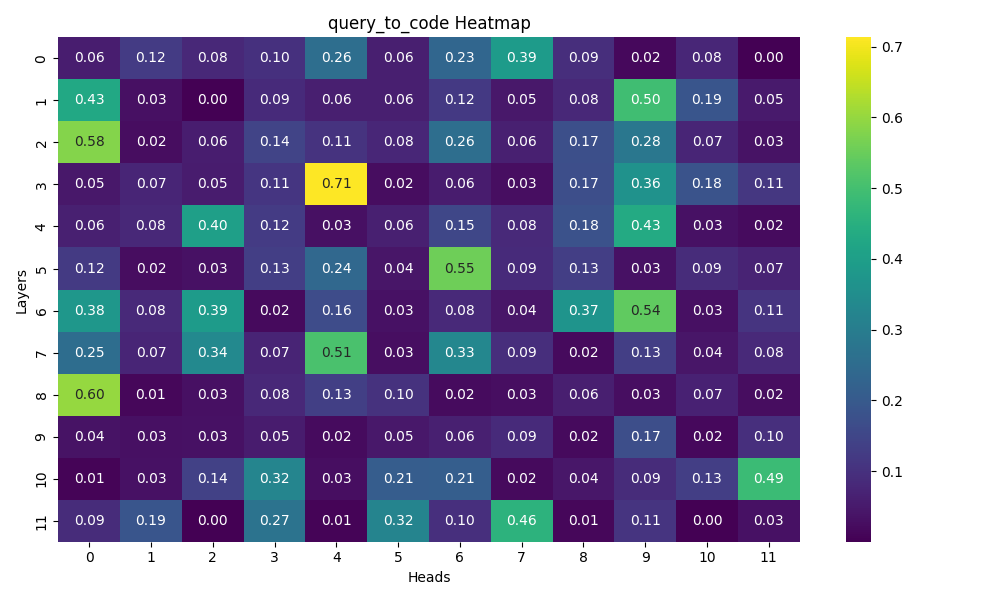 query_to_code Heatmap
0 0.06 0.12 0.08 0.10 0.26 0.06 0.23 0.39 0.09 0.02 0.08 0.00
1 0.43 0.03 0.00 0.09 0.06 0.06 0.12 0.05 0.08 0.50 0.19 0.05
2 0.58 0.02 0.06 0.14 0.11 0.08 0.26 0.06 0.17 0.28 0.07 0.03
3 0.05 0.07 0.05 0.11 0.71 0.02 0.06 0.03 0.17 0.36 0.18 0.11
4 0.06 0.08 0.40 0.12 0.03 0.06 0.15 0.08 0.18 0.43 0.03 0.02
5 0.12 0.02 0.03 0.13 0.24 0.04 0.55 0.09 0.13 0.03 0.09 0.07
6 0.38 0.08 0.39 0.02 0.16 0.03 0.08 0.04 0.37 0.54 0.03 0.11
7 0.25 0.07 0.34 0.07 0.51 0.03 0.33 0.09 0.02 0.13 0.04 0.08
8 0.60 0.01 0.03 0.08 0.13 0.10 0.02 0.03 0.06 0.03 0.07 0.02
9 0.04 0.03 0.03 0.05 0.02 0.05 0.06 0.09 0.02 0.17 0.02 0.10
10 0.01 0.03 0.14 0.32 0.03 0.21 0.21 0.02 0.04 0.09 0.13 0.49
11 0.09 0.19 0.00 0.27 0.01 0.32 0.10 0.46 0.01 0.11 0.00 0.03
0 1 2 3 4 5 6 7 8 9 10 11
Heads
Layers
0.7
0.6
0.5
0.4
0.3
0.2
0.1